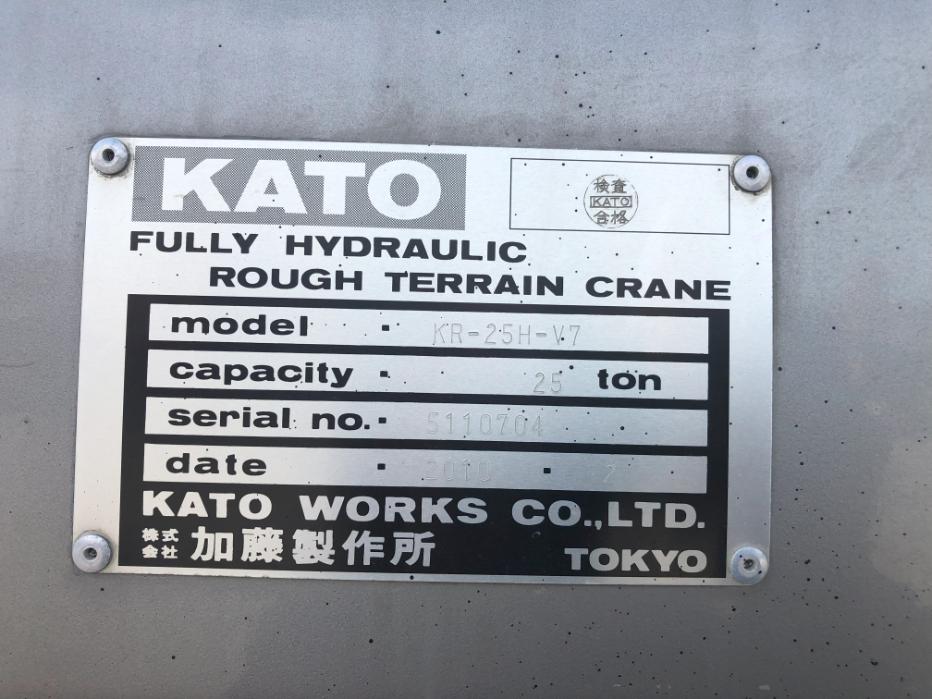 KATO
検査
KATO
合格
FULLY HYDRAULIC
ROUGH TERRAIN CRANE
model · KR-25H-V7
capacity · 25 ton
serial no. · 5110704
date · 2010 · 7
KATO WORKS CO.,LTD.
株式会社 加藤製作所 TOKYO